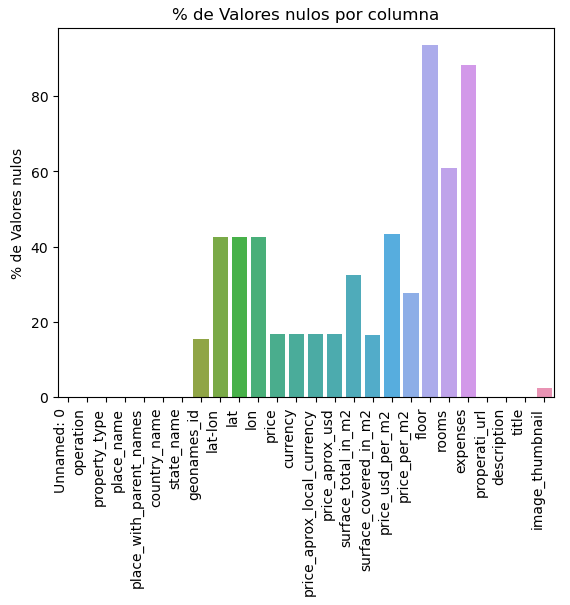 % de Valores nulos por columna
% de Valores nulos
80
60
40
20
0
Unnamed: 0
operation
property_type
place_name
place_with_parent_names
country_name
state_name
geonames_id
lat-lon
lat
lon
price
currency
price_aprox_local_currency
price_aprox_usd
surface_total_in_m2
surface_covered_in_m2
price_usd_per_m2
price_per_m2
floor
rooms
expenses
properati_url
description
title
image_thumbnail